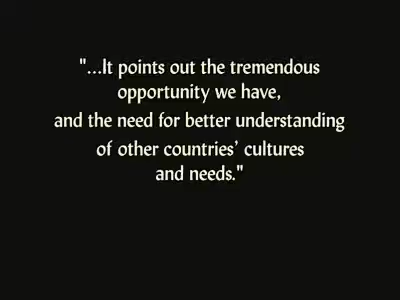 "...It points out the tremendous
opportunity we have,
and the need for better understanding
of other countries’ cultures
and needs."